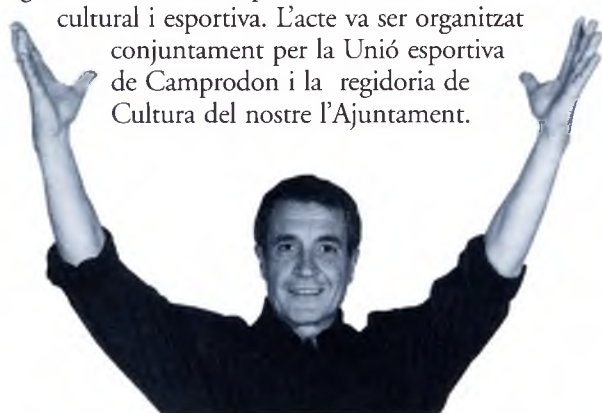 cultural i esportiva. L'acte va ser organitzat
conjuntament per la Unió esportiva
de Camprodon i la regidoria de
Cultura del nostre l'Ajuntament.